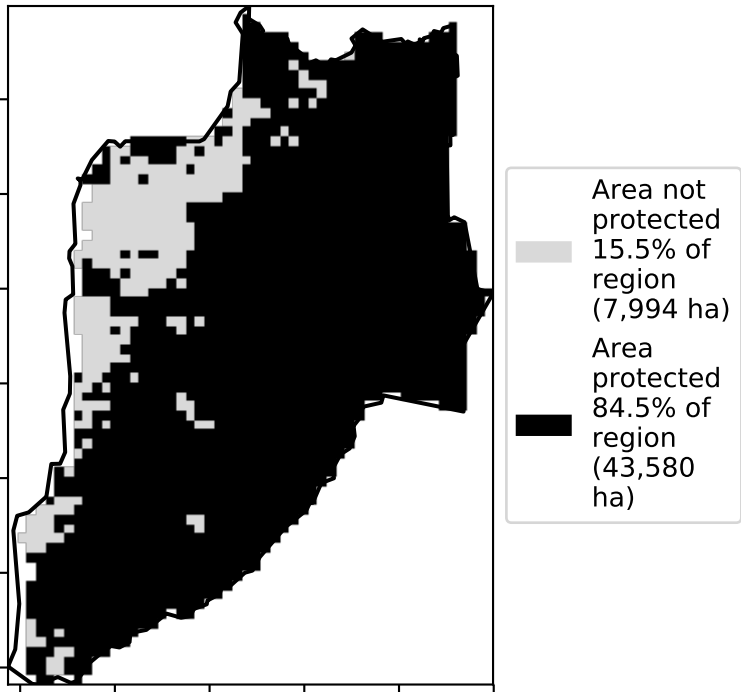 Area not
protected
15.5% of
region
(7,994 ha)
Area
protected
84.5% of
region
(43,580
ha)